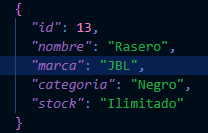 {
"id": 13,
"nombre": "Rasero",
"marca": "JBL",
"categoria": "Negro",
"stock": "Ilimitado"
}